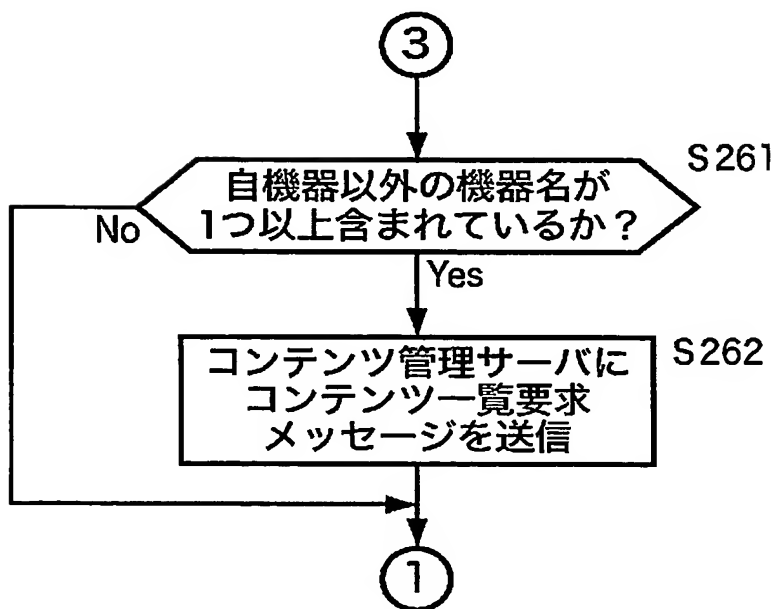 3
S261
自機器以外の機器名が
1つ以上含まれているか？
No
Yes
S262
コンテンツ管理サーバに
コンテンツ一覧要求
メッセージを送信
1